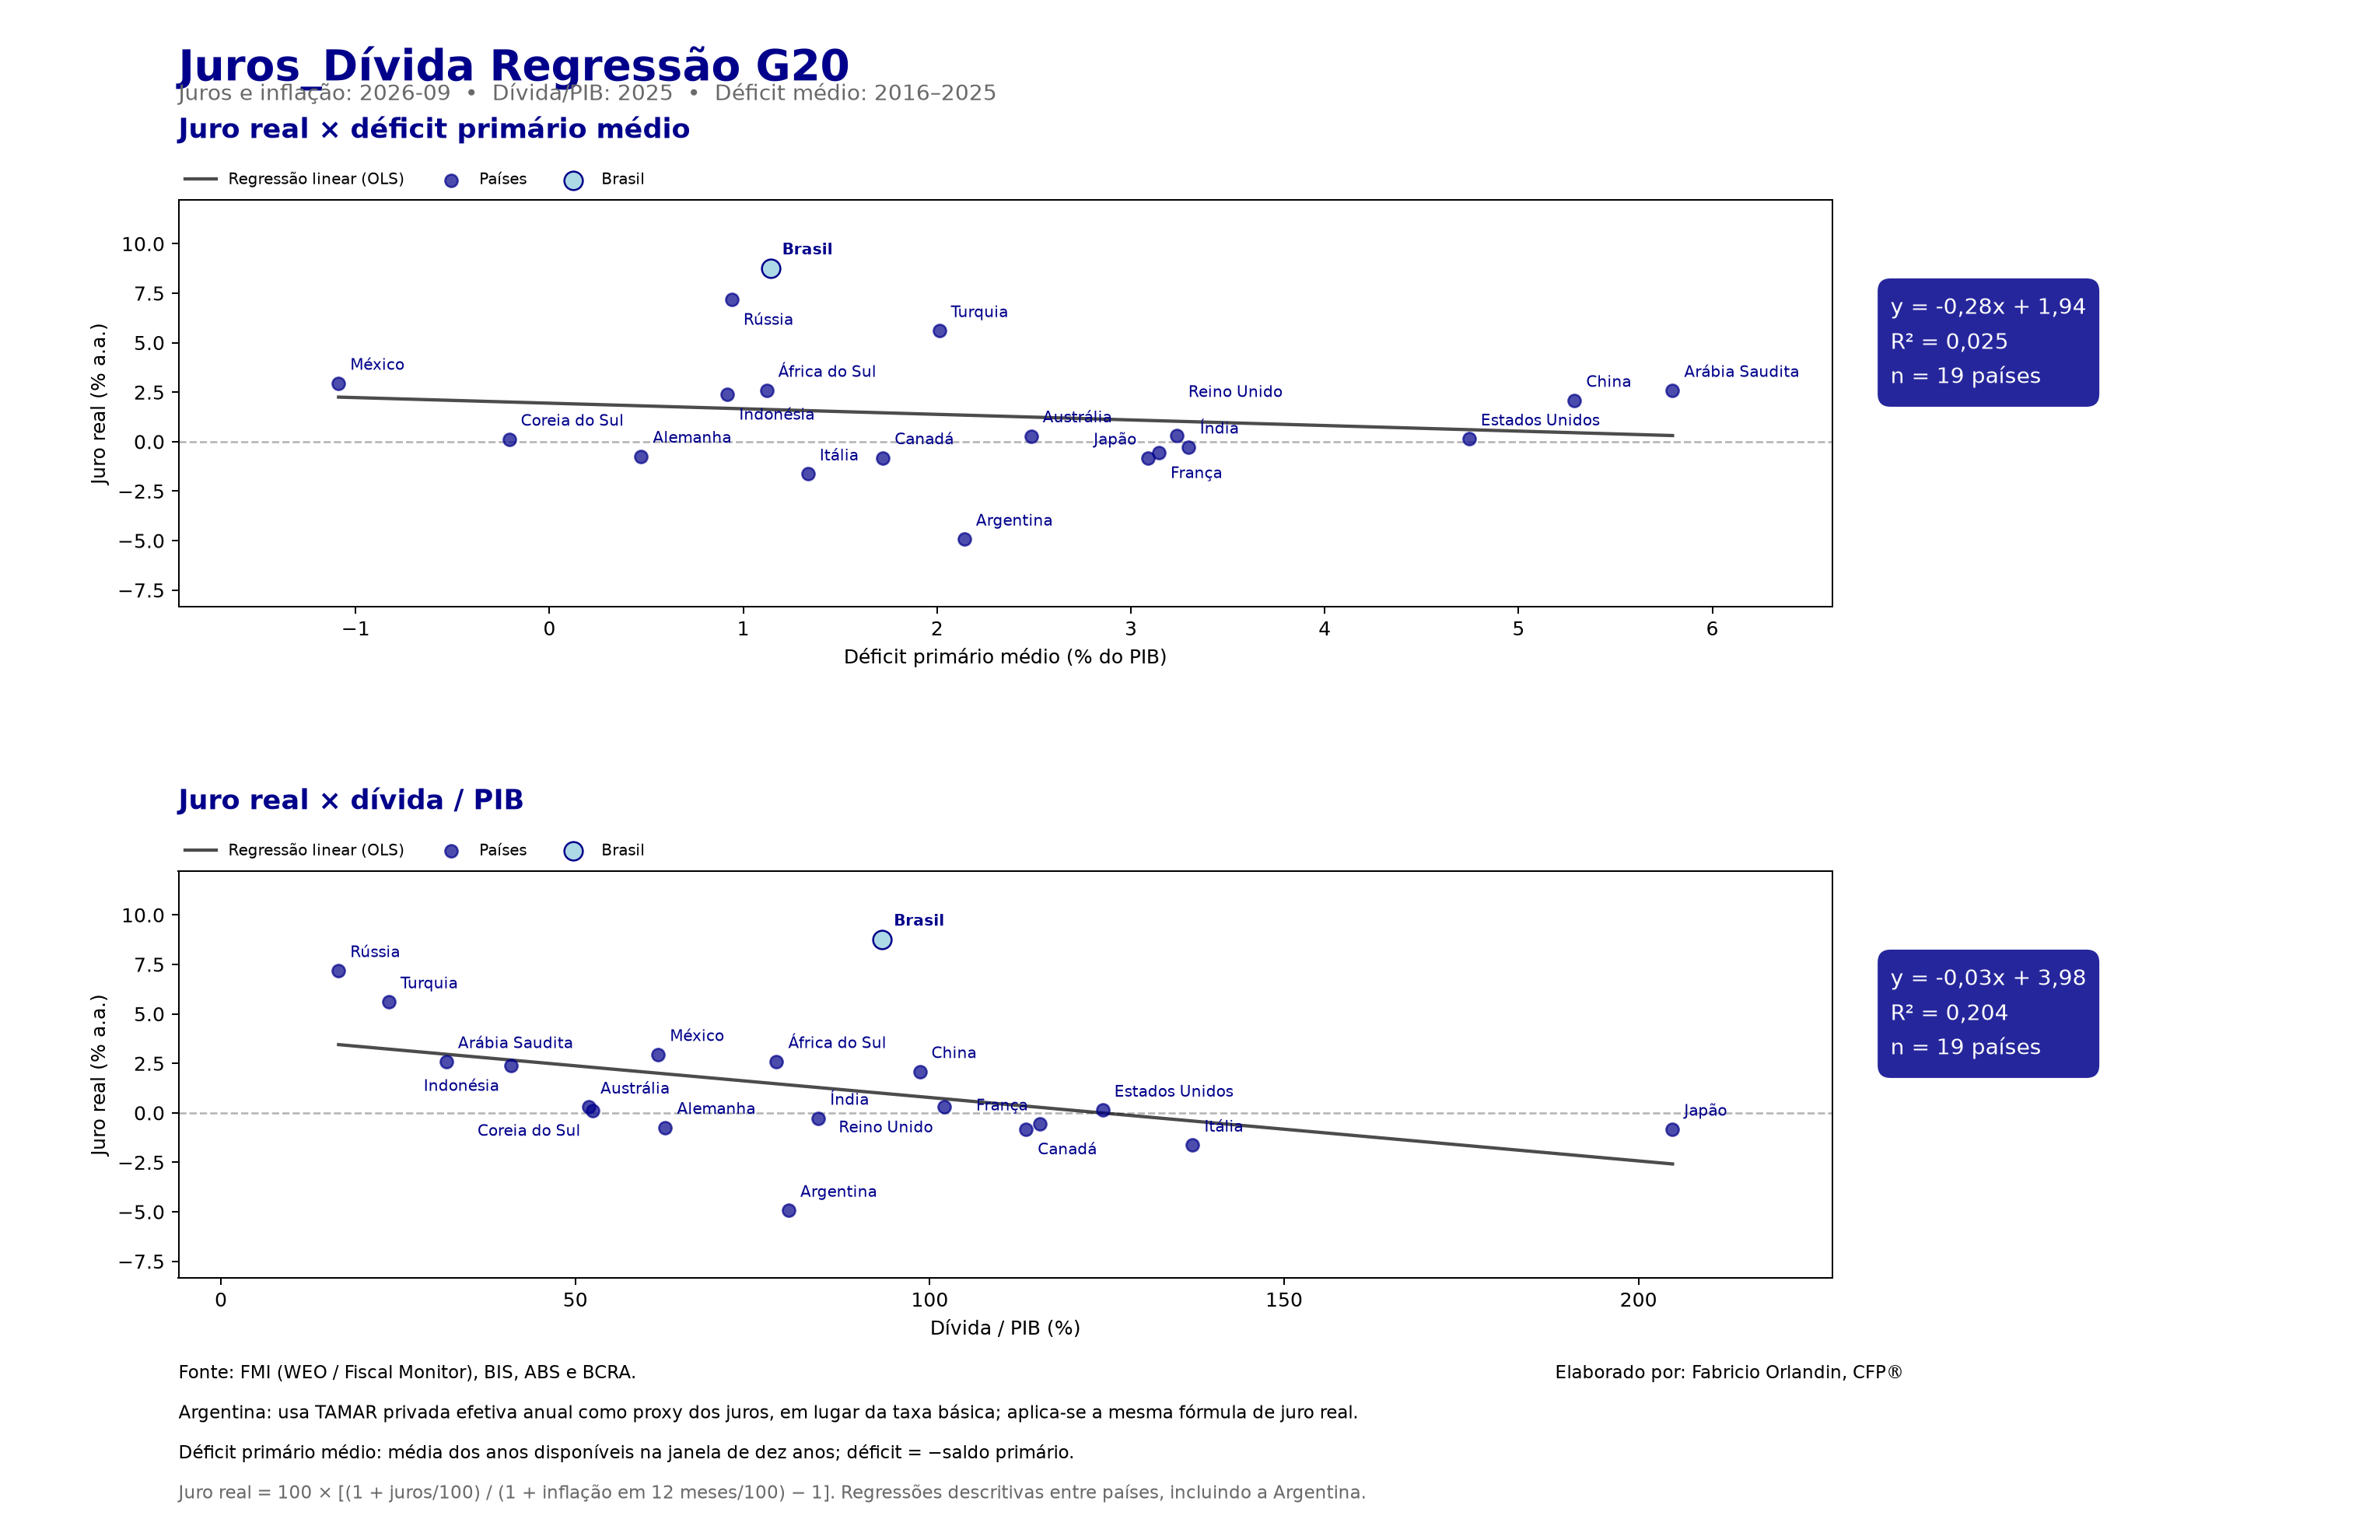 Juros_Dívida Regressão G20
Juros e inflação: 2026-09 • Dívida/PIB: 2025 • Déficit médio: 2016–2025
Juro real × déficit primário médio
Regressão linear (OLS) Países Brasil
10.0
7.5
5.0
2.5
0.0
−2.5
−5.0
−7.5
Juro real (% a.a.)
Brasil
Rússia
Turquia
México
África do Sul
Indonésia
Coreia do Sul
Alemanha
Itália
Canadá
Austrália
Japão
Reino Unido
Índia
França
Argentina
China
Arábia Saudita
Estados Unidos
−1 0 1 2 3 4 5 6
Déficit primário médio (% do PIB)
y = -0,28x + 1,94
R² = 0,025
n = 19 países
Juro real × dívida / PIB
Regressão linear (OLS) Países Brasil
10.0
7.5
5.0
2.5
0.0
−2.5
−5.0
−7.5
Juro real (% a.a.)
Brasil
Rússia
Turquia
Arábia Saudita
Indonésia
México
África do Sul
China
Austrália
Coreia do Sul
Alemanha
Índia
Reino Unido
França
Canadá
Estados Unidos
Itália
Japão
Argentina
0 50 100 150 200
Dívida / PIB (%)
y = -0,03x + 3,98
R² = 0,204
n = 19 países
Fonte: FMI (WEO / Fiscal Monitor), BIS, ABS e BCRA.
Elaborado por: Fabricio Orlandin, CFP®
Argentina: usa TAMAR privada efetiva anual como proxy dos juros, em lugar da taxa básica; aplica-se a mesma fórmula de juro real.
Déficit primário médio: média dos anos disponíveis na janela de dez anos; déficit = −saldo primário.
Juro real = 100 × [(1 + juros/100) / (1 + inflação em 12 meses/100) − 1]. Regressões descritivas entre países, incluindo a Argentina.